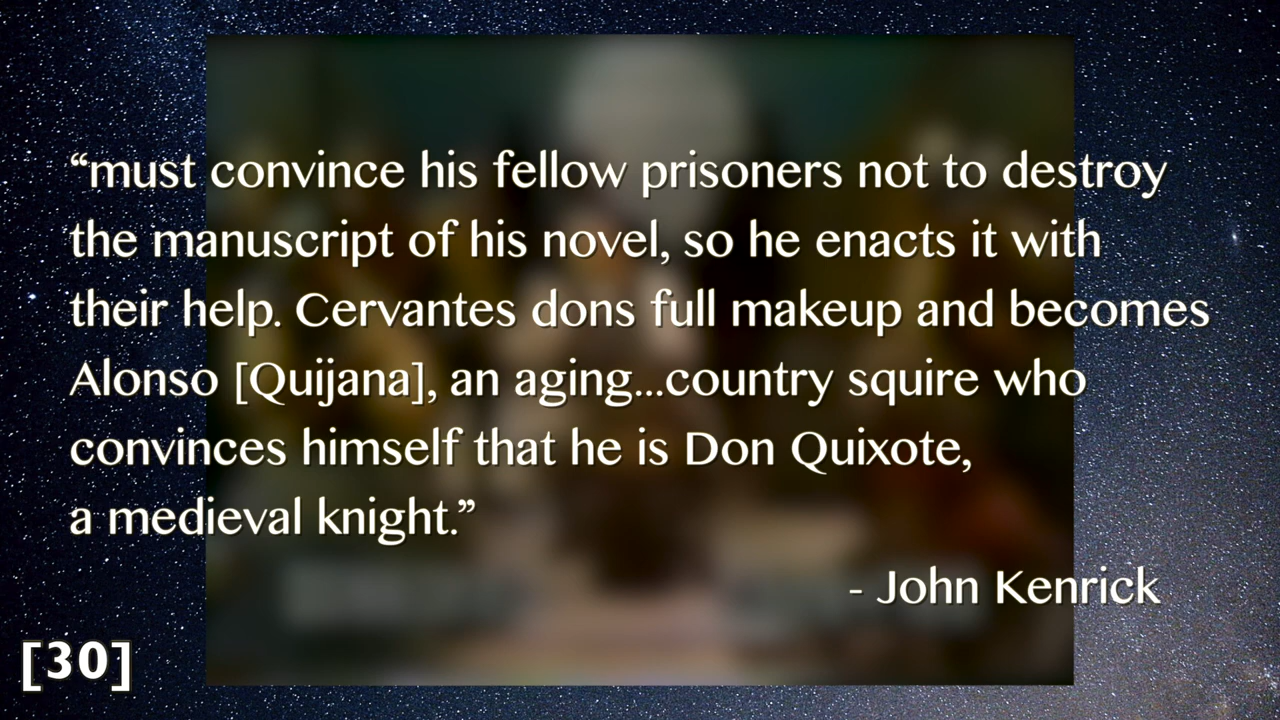 “must convince his fellow prisoners not to destroy
the manuscript of his novel, so he enacts it with
their help. Cervantes dons full makeup and becomes
Alonso [Quijana], an aging...country squire who
convinces himself that he is Don Quixote,
a medieval knight.”
- John Kenrick
[30]